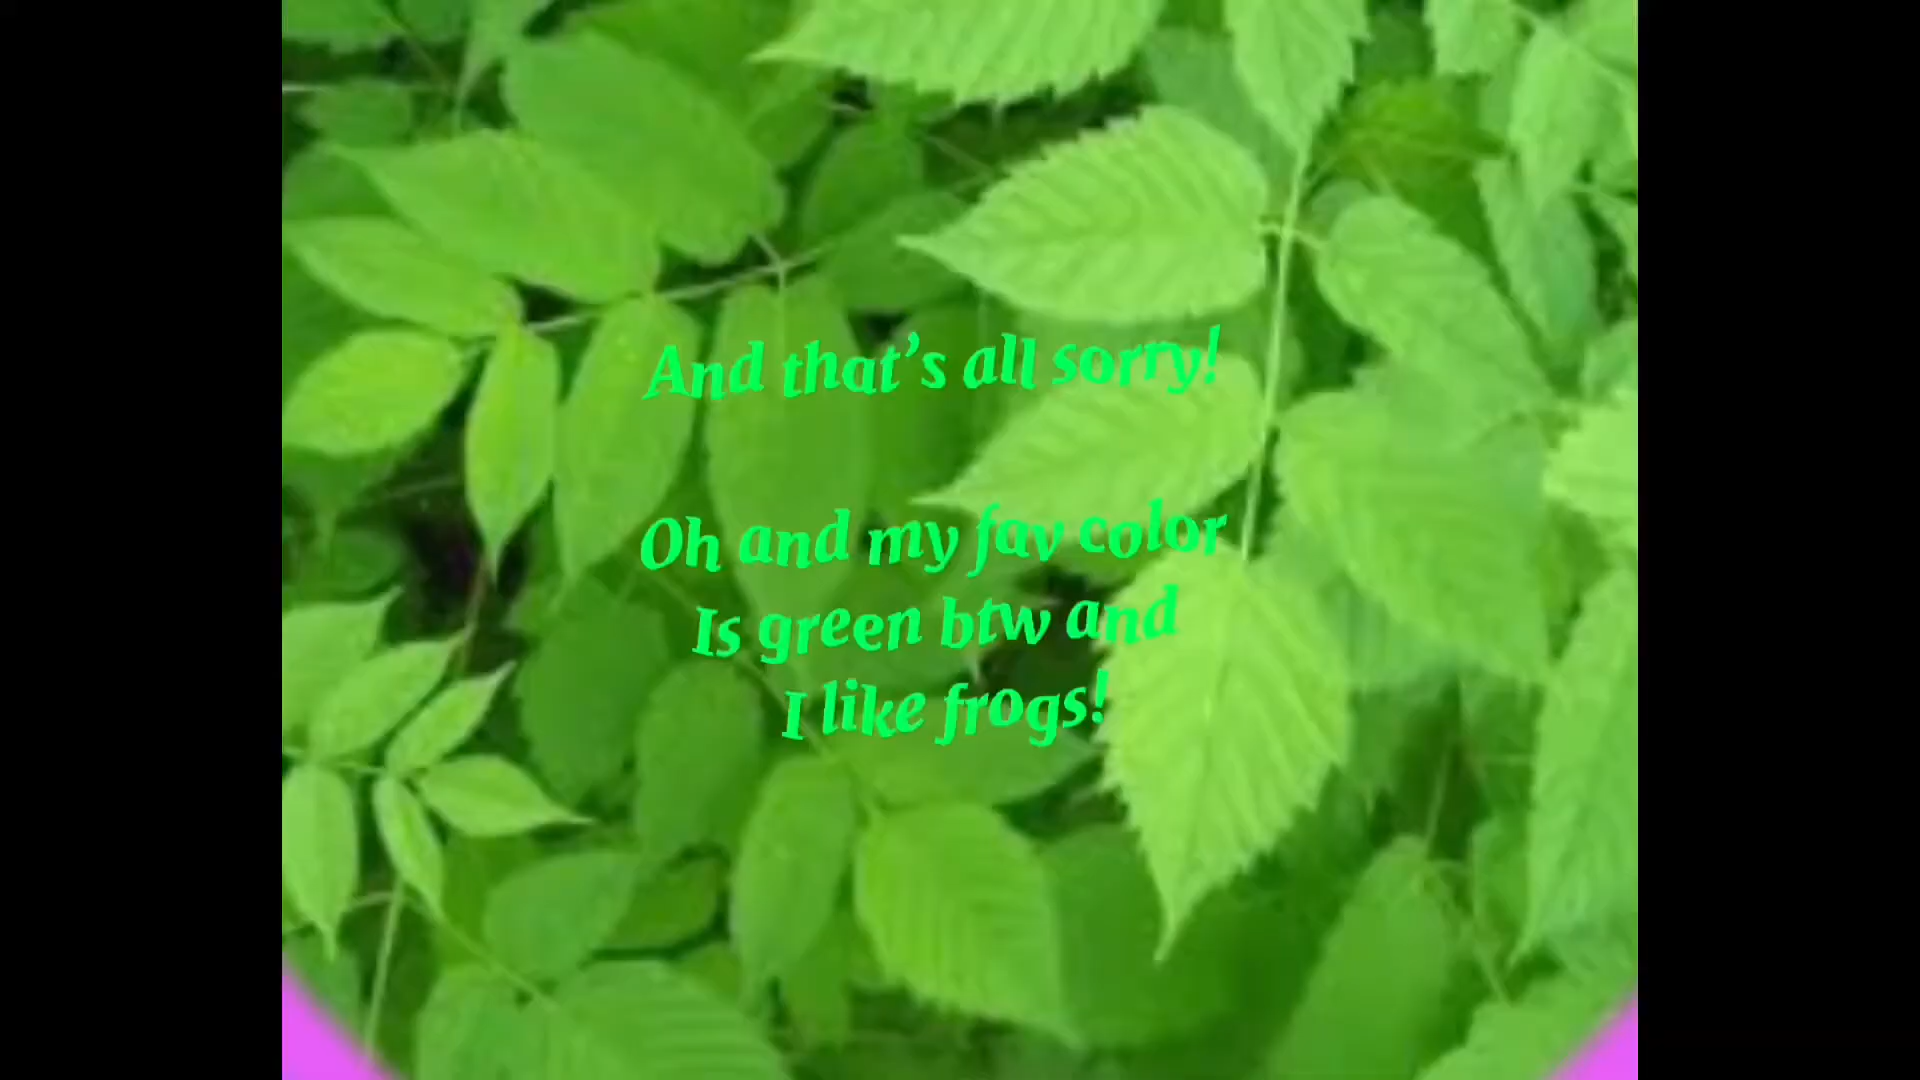 And that's all sorry!
Oh and my fav color
Is green btw and
I like frogs!